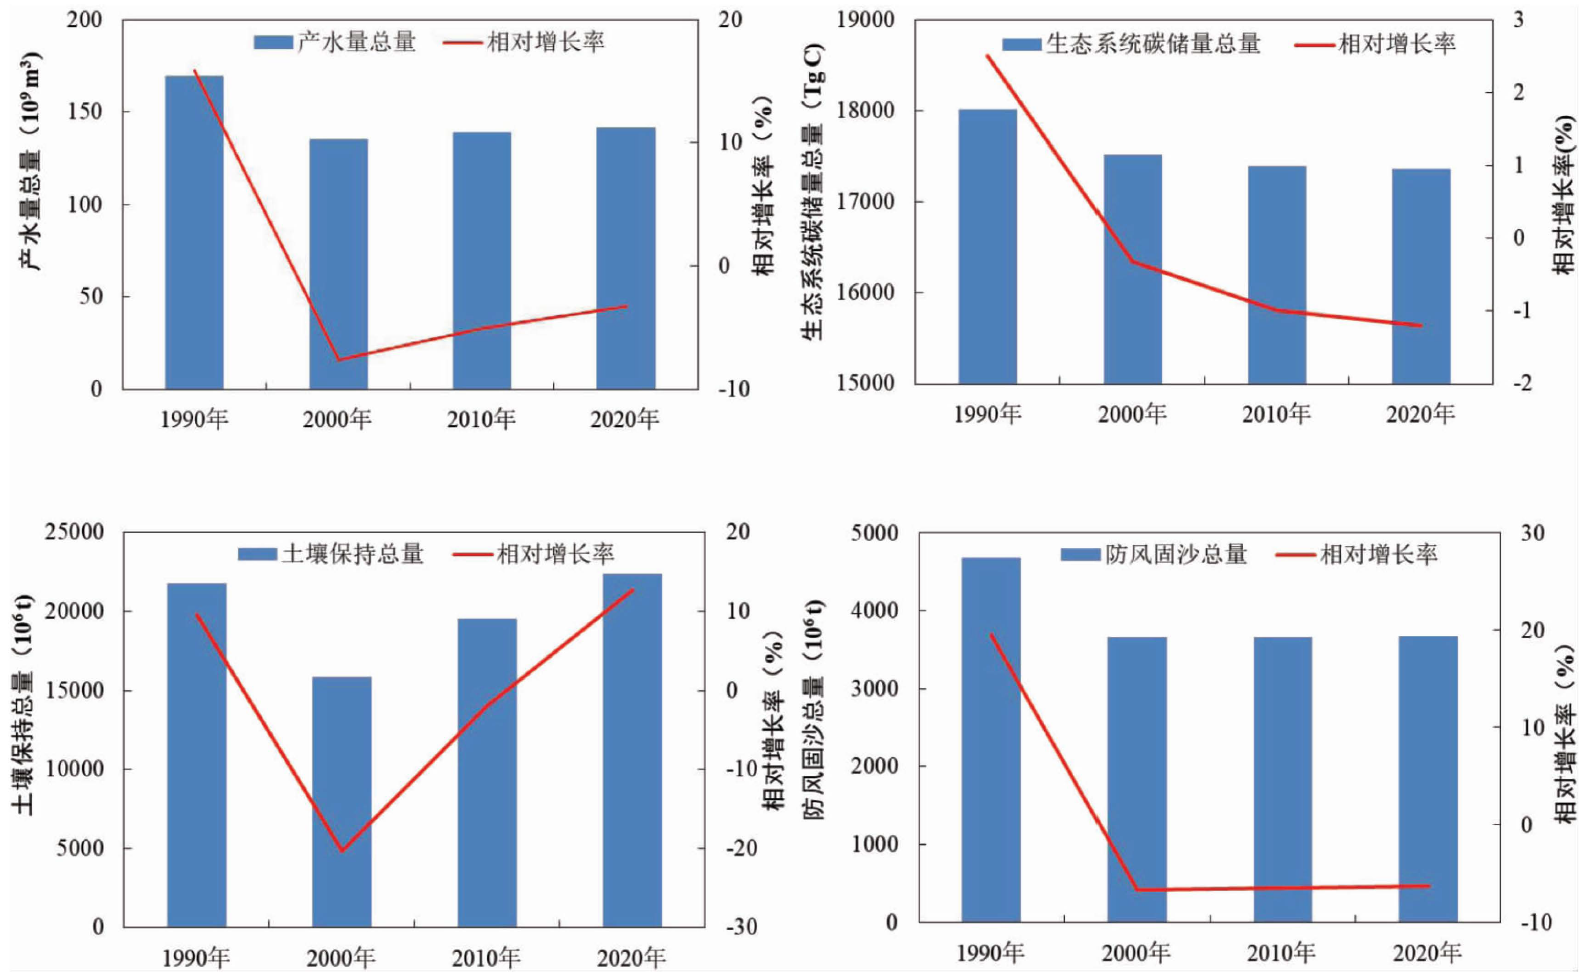 产水量总量 相对增长率
产水量总量（10⁹ m³）
200
150
100
50
0
相对增长率（%）
20
10
0
-10
1990年 2000年 2010年 2020年
生态系统碳储量总量 相对增长率
生态系统碳储量总量（Tg C）
19000
18000
17000
16000
15000
相对增长率(%)
3
2
1
0
-1
-2
1990年 2000年 2010年 2020年
土壤保持总量 相对增长率
土壤保持总量（10⁶ t）
25000
20000
15000
10000
5000
0
相对增长率（%）
20
10
0
-10
-20
-30
1990年 2000年 2010年 2020年
防风固沙总量 相对增长率
防风固沙总量（10⁶ t）
5000
4000
3000
2000
1000
0
相对增长率（%）
30
20
10
0
-10
1990年 2000年 2010年 2020年